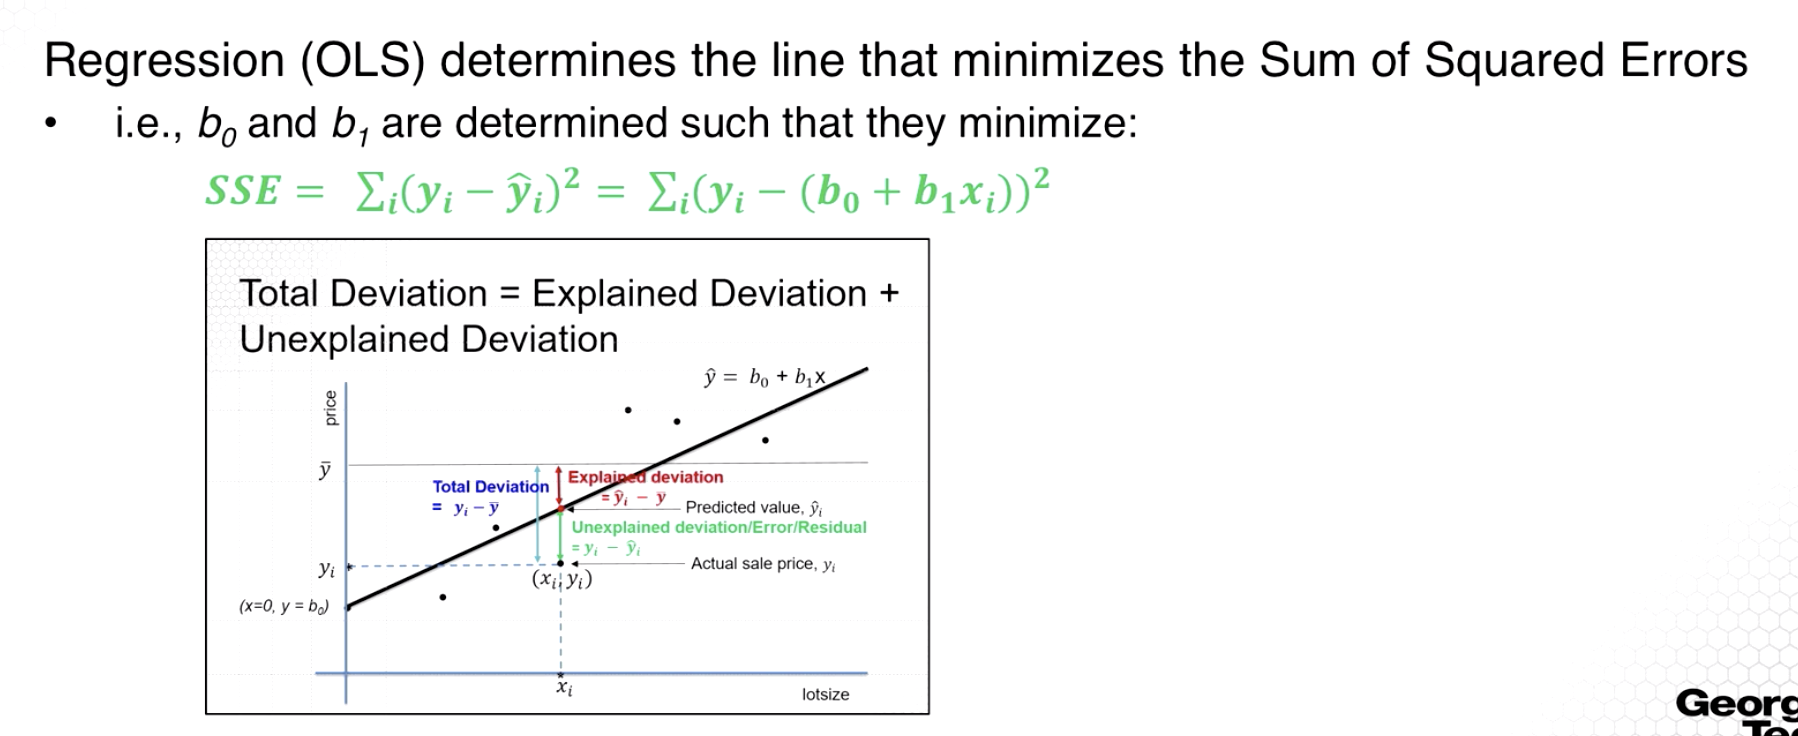 Regression (OLS) determines the line that minimizes the Sum of Squared Errors
• i.e., b₀ and b₁ are determined such that they minimize:
SSE = ∑ᵢ(yᵢ − ŷᵢ)² = ∑ᵢ(yᵢ − (b₀ + b₁xᵢ))²
Total Deviation = Explained Deviation +
Unexplained Deviation
ŷ = b₀ + b₁x
price
ȳ
Explained deviation
= ŷᵢ − ȳ
Total Deviation
= yᵢ − ȳ
Predicted value, ŷᵢ
Unexplained deviation/Error/Residual
= yᵢ − ŷᵢ
Actual sale price, yᵢ
yᵢ
(xᵢ, yᵢ)
(x=0, y = b₀)
xᵢ
lotsize
Georg
Tec